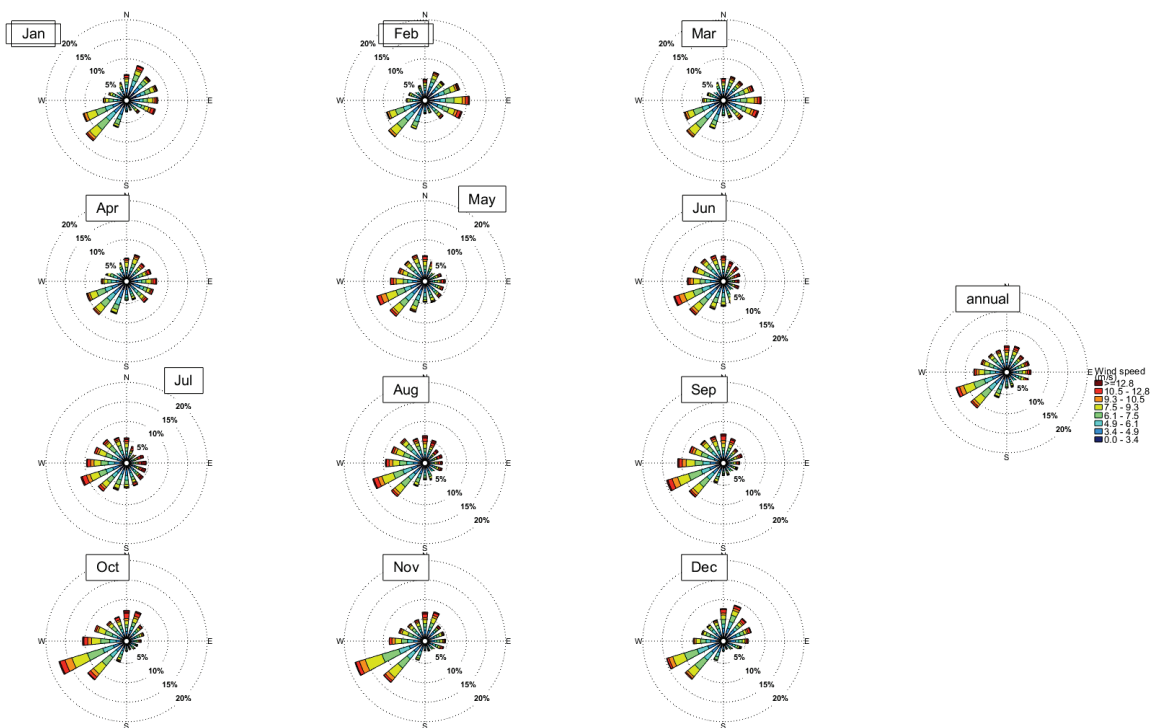 N
Jan
20%
15%
10%
5%
W
E
S
N
Feb
20%
15%
10%
5%
W
E
S
N
Mar
20%
15%
10%
5%
W
E
S
N
Apr
20%
15%
10%
5%
W
E
S
N
May
20%
15%
10%
5%
W
E
S
Jun
W
E
5%
10%
15%
20%
S
N
Jul
20%
15%
10%
5%
W
E
S
Aug
W
E
5%
10%
15%
20%
S
Sep
W
E
5%
10%
15%
20%
S
N
Oct
W
E
5%
10%
15%
20%
S
N
Nov
W
E
5%
10%
15%
20%
S
Dec
W
E
5%
10%
15%
20%
S
annual
W
E
5%
10%
15%
20%
S
Wind speed
(m/s)
>=12.8
10.5 - 12.8
9.3 - 10.5
7.5 - 9.3
6.1 - 7.5
4.9 - 6.1
3.4 - 4.9
0.0 - 3.4